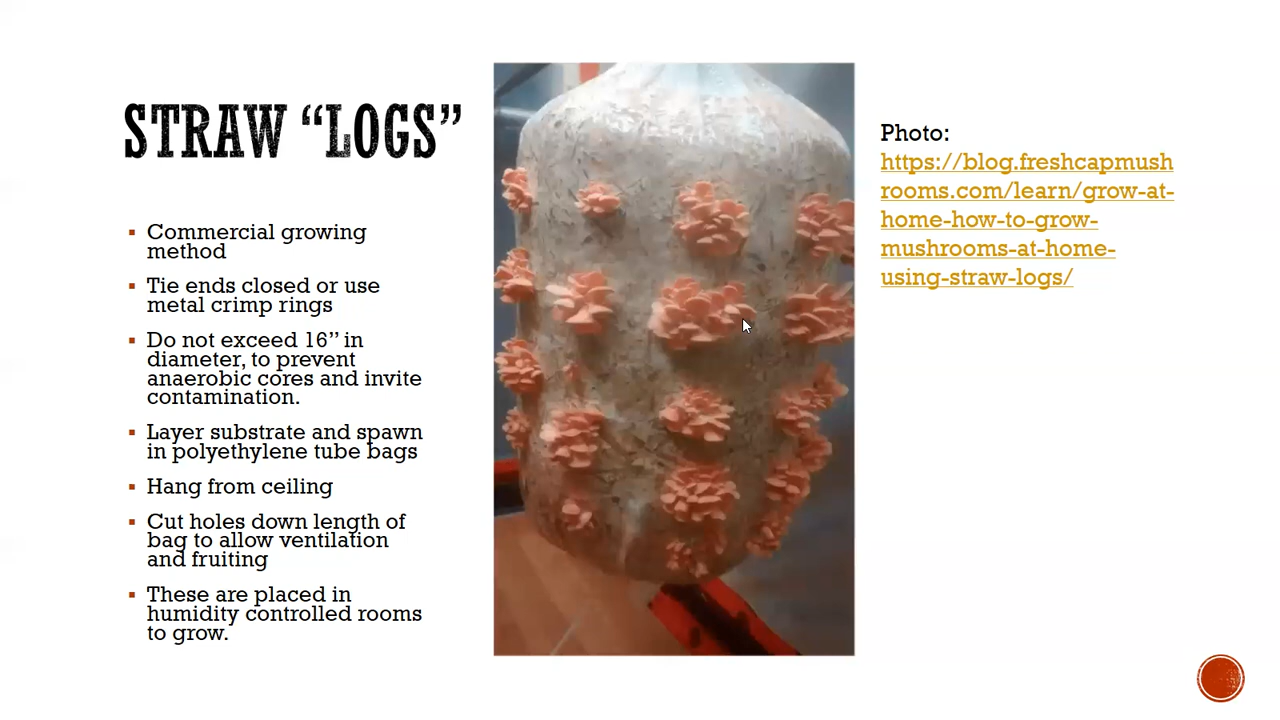 STRAW “LOGS”
▪ Commercial growing
method
▪ Tie ends closed or use
metal crimp rings
▪ Do not exceed 16” in
diameter, to prevent
anaerobic cores and invite
contamination.
▪ Layer substrate and spawn
in polyethylene tube bags
▪ Hang from ceiling
▪ Cut holes down length of
bag to allow ventilation
and fruiting
▪ These are placed in
humidity controlled rooms
to grow.
Photo:
https://blog.freshcapmush
rooms.com/learn/grow-at-
home-how-to-grow-
mushrooms-at-home-
using-straw-logs/